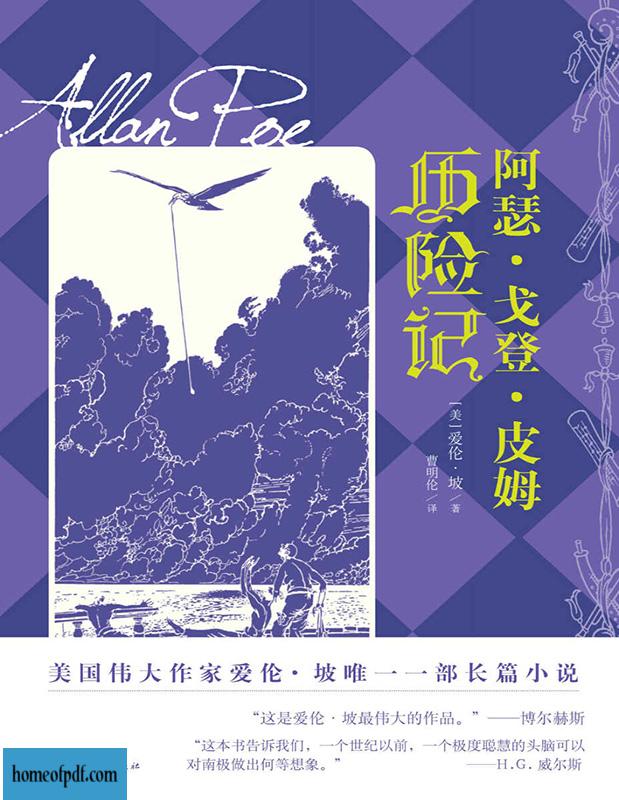 Allan Poe
阿瑟·戈登·皮姆
历险记
[美]爱伦·坡/著
曹明伦/译
美国伟大作家爱伦·坡唯一一部长篇小说
“这是爱伦·坡最伟大的作品。”——博尔赫斯
“这本书告诉我们，一个世纪以前，一个极度聪慧的头脑可以
对南极做出何等想象。”——H.G.威尔斯
homeofpdf.com